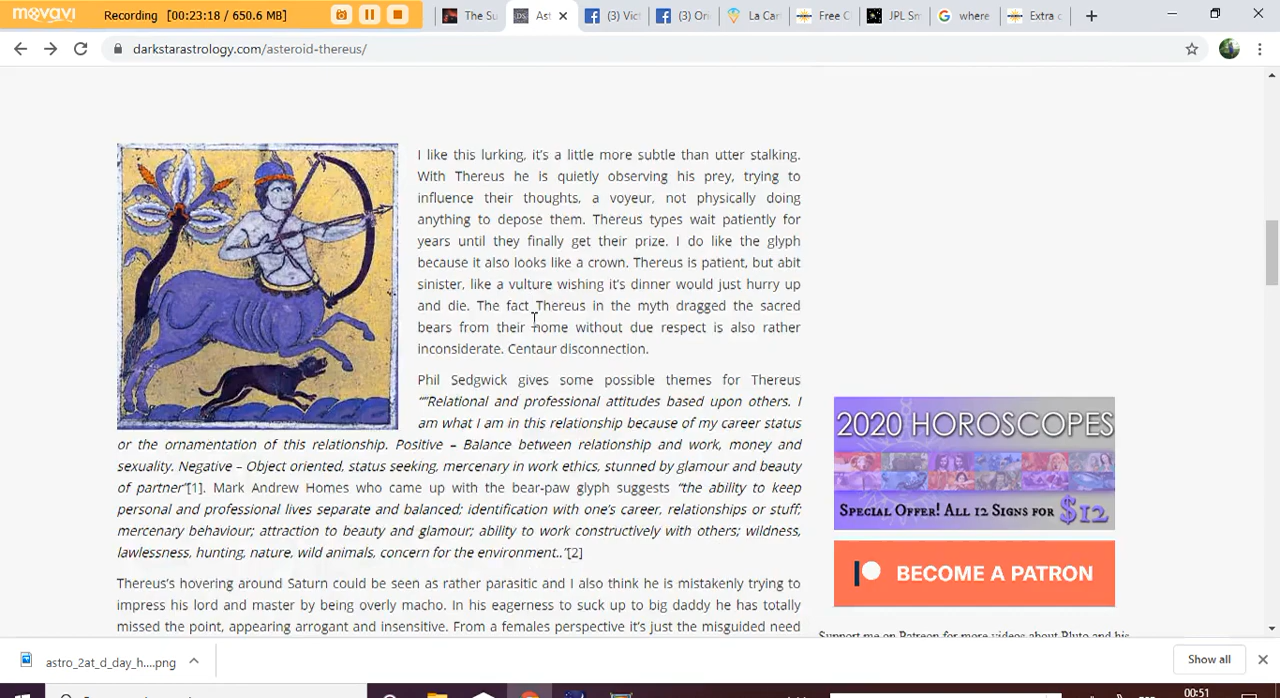 movavi Recording [00:23:18 / 650.6 MB]
The Su
Ast
(3) Vic
(3) On
La Car
Free C
JPL Sm
where
Extra c
darkstarastrology.com/asteroid-thereus/
I like this lurking, it's a little more subtle than utter stalking.
With Thereus he is quietly observing his prey, trying to
influence their thoughts, a voyeur, not physically doing
anything to depose them. Thereus types wait patiently for
years until they finally get their prize. I do like the glyph
because it also looks like a crown. Thereus is patient, but abit
sinister, like a vulture wishing it's dinner would just hurry up
and die. The fact Thereus in the myth dragged the sacred
bears from their home without due respect is also rather
inconsiderate. Centaur disconnection.
Phil Sedgwick gives some possible themes for Thereus
“”Relational and professional attitudes based upon others. I
am what I am in this relationship because of my career status
or the ornamentation of this relationship. Positive – Balance between relationship and work, money and
sexuality. Negative – Object oriented, status seeking, mercenary in work ethics, stunned by glamour and beauty
of partner”[1]. Mark Andrew Homes who came up with the bear-paw glyph suggests “the ability to keep
personal and professional lives separate and balanced; identification with one's career, relationships or stuff;
mercenary behaviour; attraction to beauty and glamour; ability to work constructively with others; wildness,
lawlessness, hunting, nature, wild animals, concern for the environment..”[2]
Thereus's hovering around Saturn could be seen as rather parasitic and I also think he is mistakenly trying to
impress his lord and master by being overly macho. In his eagerness to suck up to big daddy he has totally
missed the point, appearing arrogant and insensitive. From a females perspective it's just the misguided need
2020 HOROSCOPES
SPECIAL OFFER! ALL 12 SIGNS FOR $12
BECOME A PATRON
Support me on Patreon for more videos about Pluto and his
astro_2at_d_day_h....png
Show all
00:51